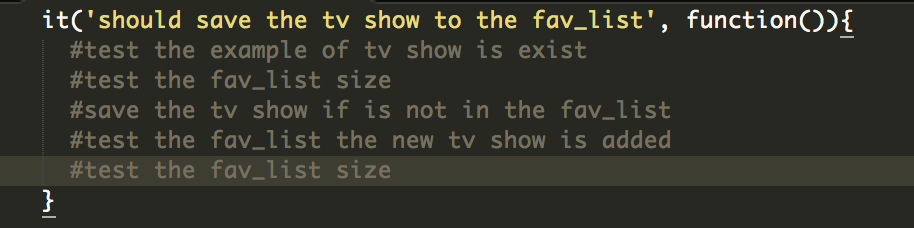 it('should save the tv show to the fav_list', function()){
#test the example of tv show is exist
#test the fav_list size
#save the tv show if is not in the fav_list
#test the fav_list the new tv show is added
#test the fav_list size
}